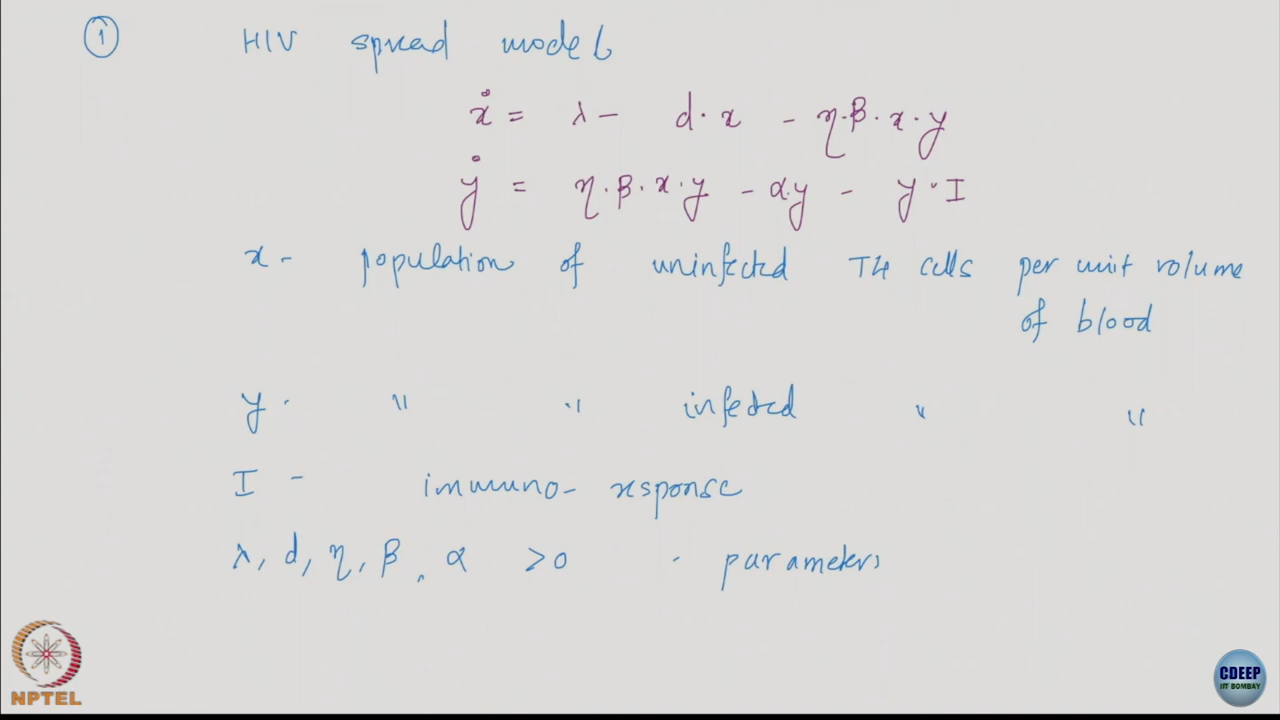 ① HIV spread model
ẋ = λ - d·x - η·β·x·y
ẏ = η·β·x·y - α·y - y·I
x - population of uninfected T4 cells per unit volume
of blood
y - " " infected " "
I - immuno-response
λ, d, η, β, α >0 - parameters
NPTEL
CDEEP
IIT BOMBAY